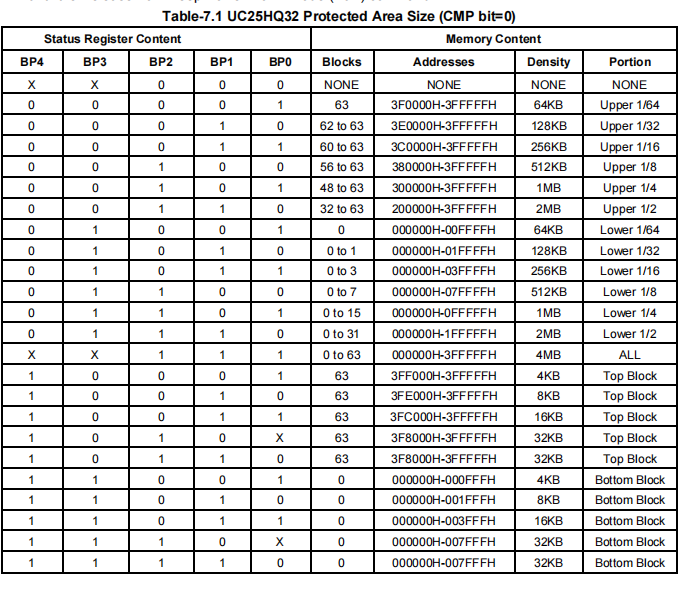 Table-7.1 UC25HQ32 Protected Area Size (CMP bit=0)
Status Register Content Memory Content
BP4 BP3 BP2 BP1 BP0 Blocks Addresses Density Portion
X X 0 0 0 NONE NONE NONE NONE
0 0 0 0 1 63 3F0000H-3FFFFFH 64KB Upper 1/64
0 0 0 1 0 62 to 63 3E0000H-3FFFFFH 128KB Upper 1/32
0 0 0 1 1 60 to 63 3C0000H-3FFFFFH 256KB Upper 1/16
0 0 1 0 0 56 to 63 380000H-3FFFFFH 512KB Upper 1/8
0 0 1 0 1 48 to 63 300000H-3FFFFFH 1MB Upper 1/4
0 0 1 1 0 32 to 63 200000H-3FFFFFH 2MB Upper 1/2
0 1 0 0 1 0 000000H-00FFFFH 64KB Lower 1/64
0 1 0 1 0 0 to 1 000000H-01FFFFH 128KB Lower 1/32
0 1 0 1 1 0 to 3 000000H-03FFFFH 256KB Lower 1/16
0 1 1 0 0 0 to 7 000000H-07FFFFH 512KB Lower 1/8
0 1 1 0 1 0 to 15 000000H-0FFFFFH 1MB Lower 1/4
0 1 1 1 0 0 to 31 000000H-1FFFFFH 2MB Lower 1/2
X X 1 1 1 0 to 63 000000H-3FFFFFH 4MB ALL
1 0 0 0 1 63 3FF000H-3FFFFFH 4KB Top Block
1 0 0 1 0 63 3FE000H-3FFFFFH 8KB Top Block
1 0 0 1 1 63 3FC000H-3FFFFFH 16KB Top Block
1 0 1 0 X 63 3F8000H-3FFFFFH 32KB Top Block
1 0 1 1 0 63 3F8000H-3FFFFFH 32KB Top Block
1 1 0 0 1 0 000000H-000FFFH 4KB Bottom Block
1 1 0 1 0 0 000000H-001FFFH 8KB Bottom Block
1 1 0 1 1 0 000000H-003FFFH 16KB Bottom Block
1 1 1 0 X 0 000000H-007FFFH 32KB Bottom Block
1 1 1 1 0 0 000000H-007FFFH 32KB Bottom Block